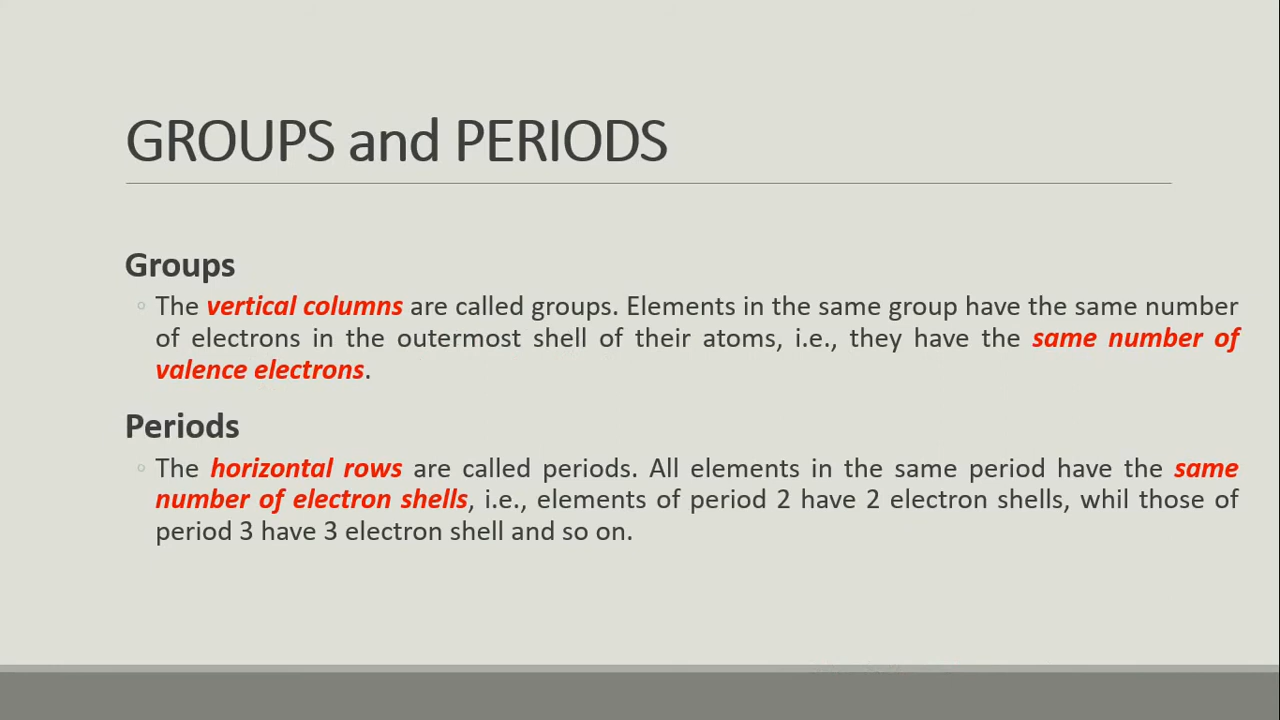 GROUPS and PERIODS
Groups
◦ The vertical columns are called groups. Elements in the same group have the same number
of electrons in the outermost shell of their atoms, i.e., they have the same number of
valence electrons.
Periods
◦ The horizontal rows are called periods. All elements in the same period have the same
number of electron shells, i.e., elements of period 2 have 2 electron shells, whil those of
period 3 have 3 electron shell and so on.